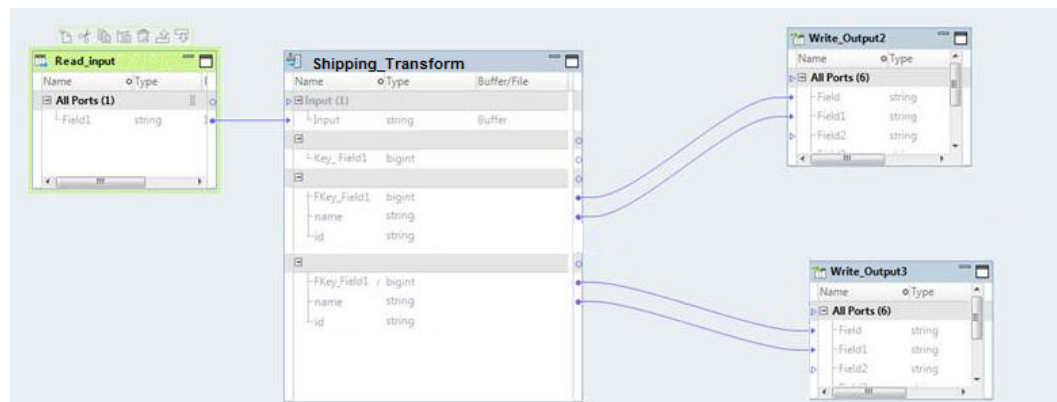 Read_input
Name Type
All Ports (1)
Field1 string
Shipping_Transform
Name Type Buffer/File
Input (1)
Input string Buffer
Key_Field1 bigint
FKey_Field1 bigint
name string
id string
FKey_Field1 bigint
name string
id string
Write_Output2
Name Type
All Ports (6)
Field string
Field1 string
Field2 string
Write_Output3
Name Type
All Ports (6)
Field string
Field1 string
Field2 string